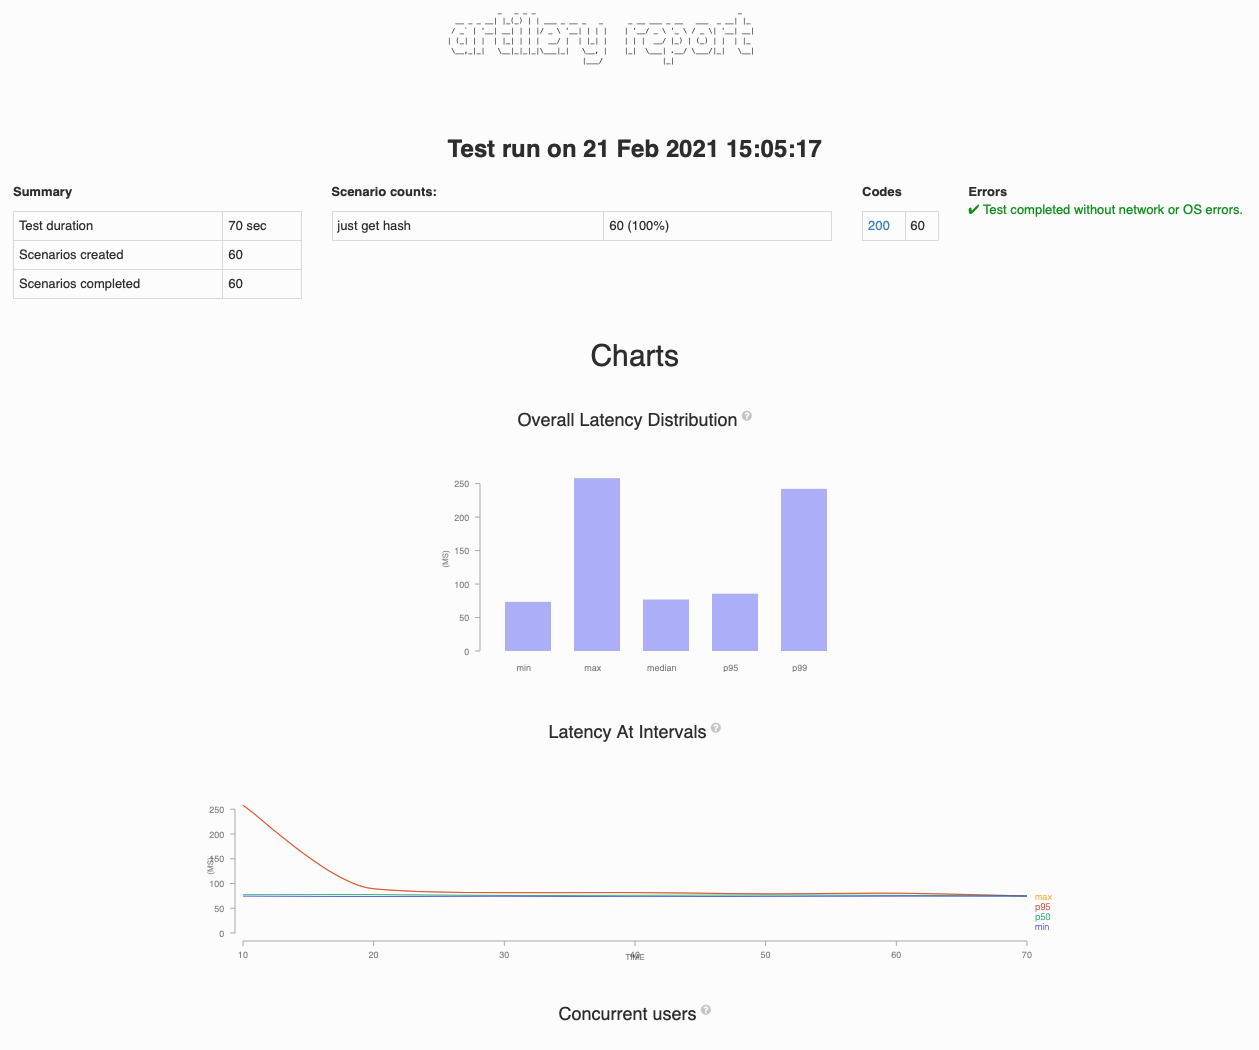 artillery report
Test run on 21 Feb 2021 15:05:17
Summary
Test duration 70 sec
Scenarios created 60
Scenarios completed 60
Scenario counts:
just get hash 60 (100%)
Codes
200 60
Errors
✔ Test completed without network or OS errors.
Charts
Overall Latency Distribution ?
250
200
150
100
50
0
(MS)
min max median p95 p99
Latency At Intervals ?
250
200
150
100
50
0
(MS)
max
p95
p50
min
10 20 30 40 50 60 70
TIME
Concurrent users ?